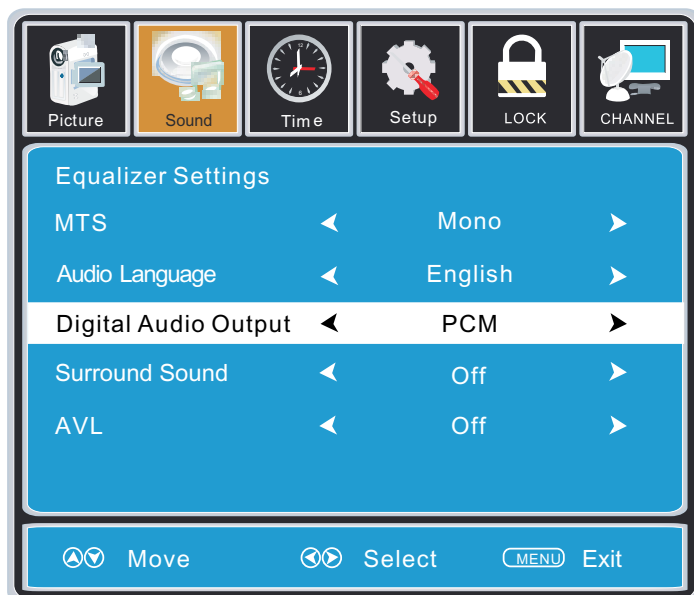 Picture Sound Time Setup LOCK CHANNEL
Equalizer Settings
MTS Mono
Audio Language English
Digital Audio Output PCM
Surround Sound Off
AVL Off
Move Select MENU Exit